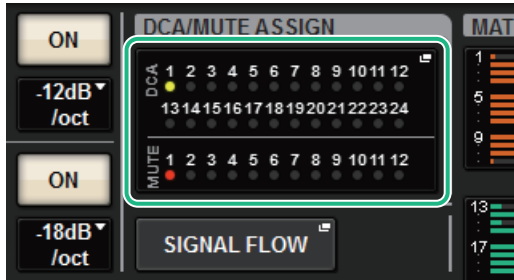 ON
-12dB
/oct
ON
-18dB
/oct
DCA/MUTE ASSIGN
DCA
1 2 3 4 5 6 7 8 9 10 11 12
13 14 15 16 17 18 19 20 21 22 23 24
MUTE
1 2 3 4 5 6 7 8 9 10 11 12
SIGNAL FLOW
MAT
1
5
9
13
17